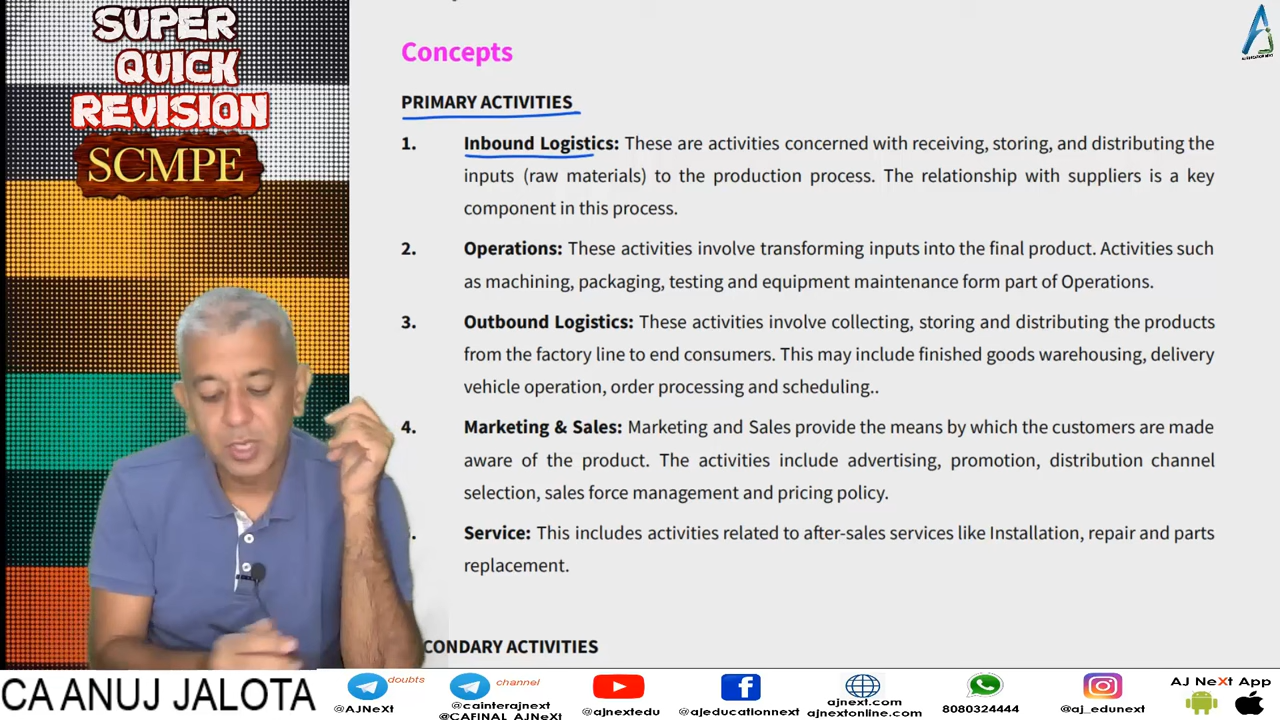 SUPER
QUICK
REVISION
SCMPE
Concepts
PRIMARY ACTIVITIES
1. Inbound Logistics: These are activities concerned with receiving, storing, and distributing the
inputs (raw materials) to the production process. The relationship with suppliers is a key
component in this process.
2. Operations: These activities involve transforming inputs into the final product. Activities such
as machining, packaging, testing and equipment maintenance form part of Operations.
3. Outbound Logistics: These activities involve collecting, storing and distributing the products
from the factory line to end consumers. This may include finished goods warehousing, delivery
vehicle operation, order processing and scheduling..
4. Marketing & Sales: Marketing and Sales provide the means by which the customers are made
aware of the product. The activities include advertising, promotion, distribution channel
selection, sales force management and pricing policy.
Service: This includes activities related to after-sales services like Installation, repair and parts
replacement.
CONDARY ACTIVITIES
CA ANUJ JALOTA
doubts
@AJNeXt
channel
@cainterajnext
@CAFINAL_AJNeXt
@ajnextedu
@ajeducationnext
ajnext.com
ajnextonline.com
8080324444
@aj_edunext
AJ NeXt App